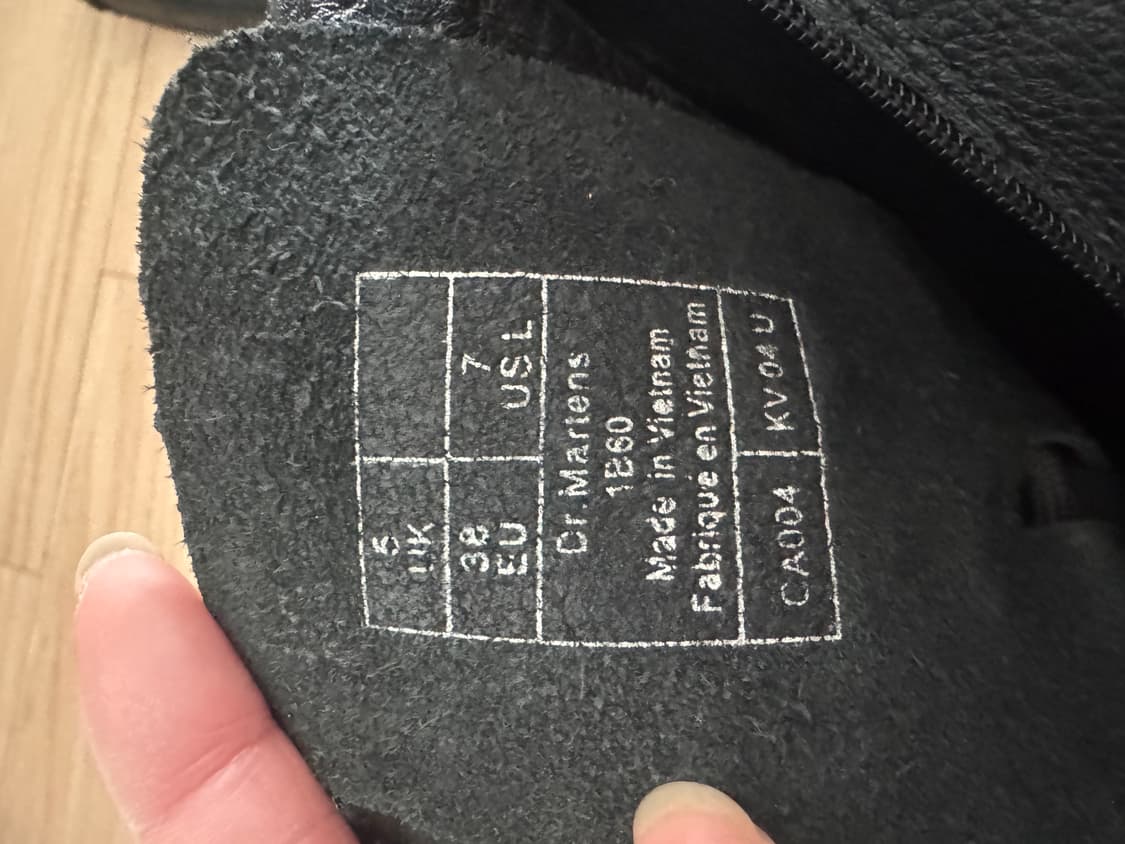 5
UK
38
EU
7
US L
Dr. Martens
1B60
Made in Vietnam
Fabriqué en Vietnam
CA004
KV 04 U